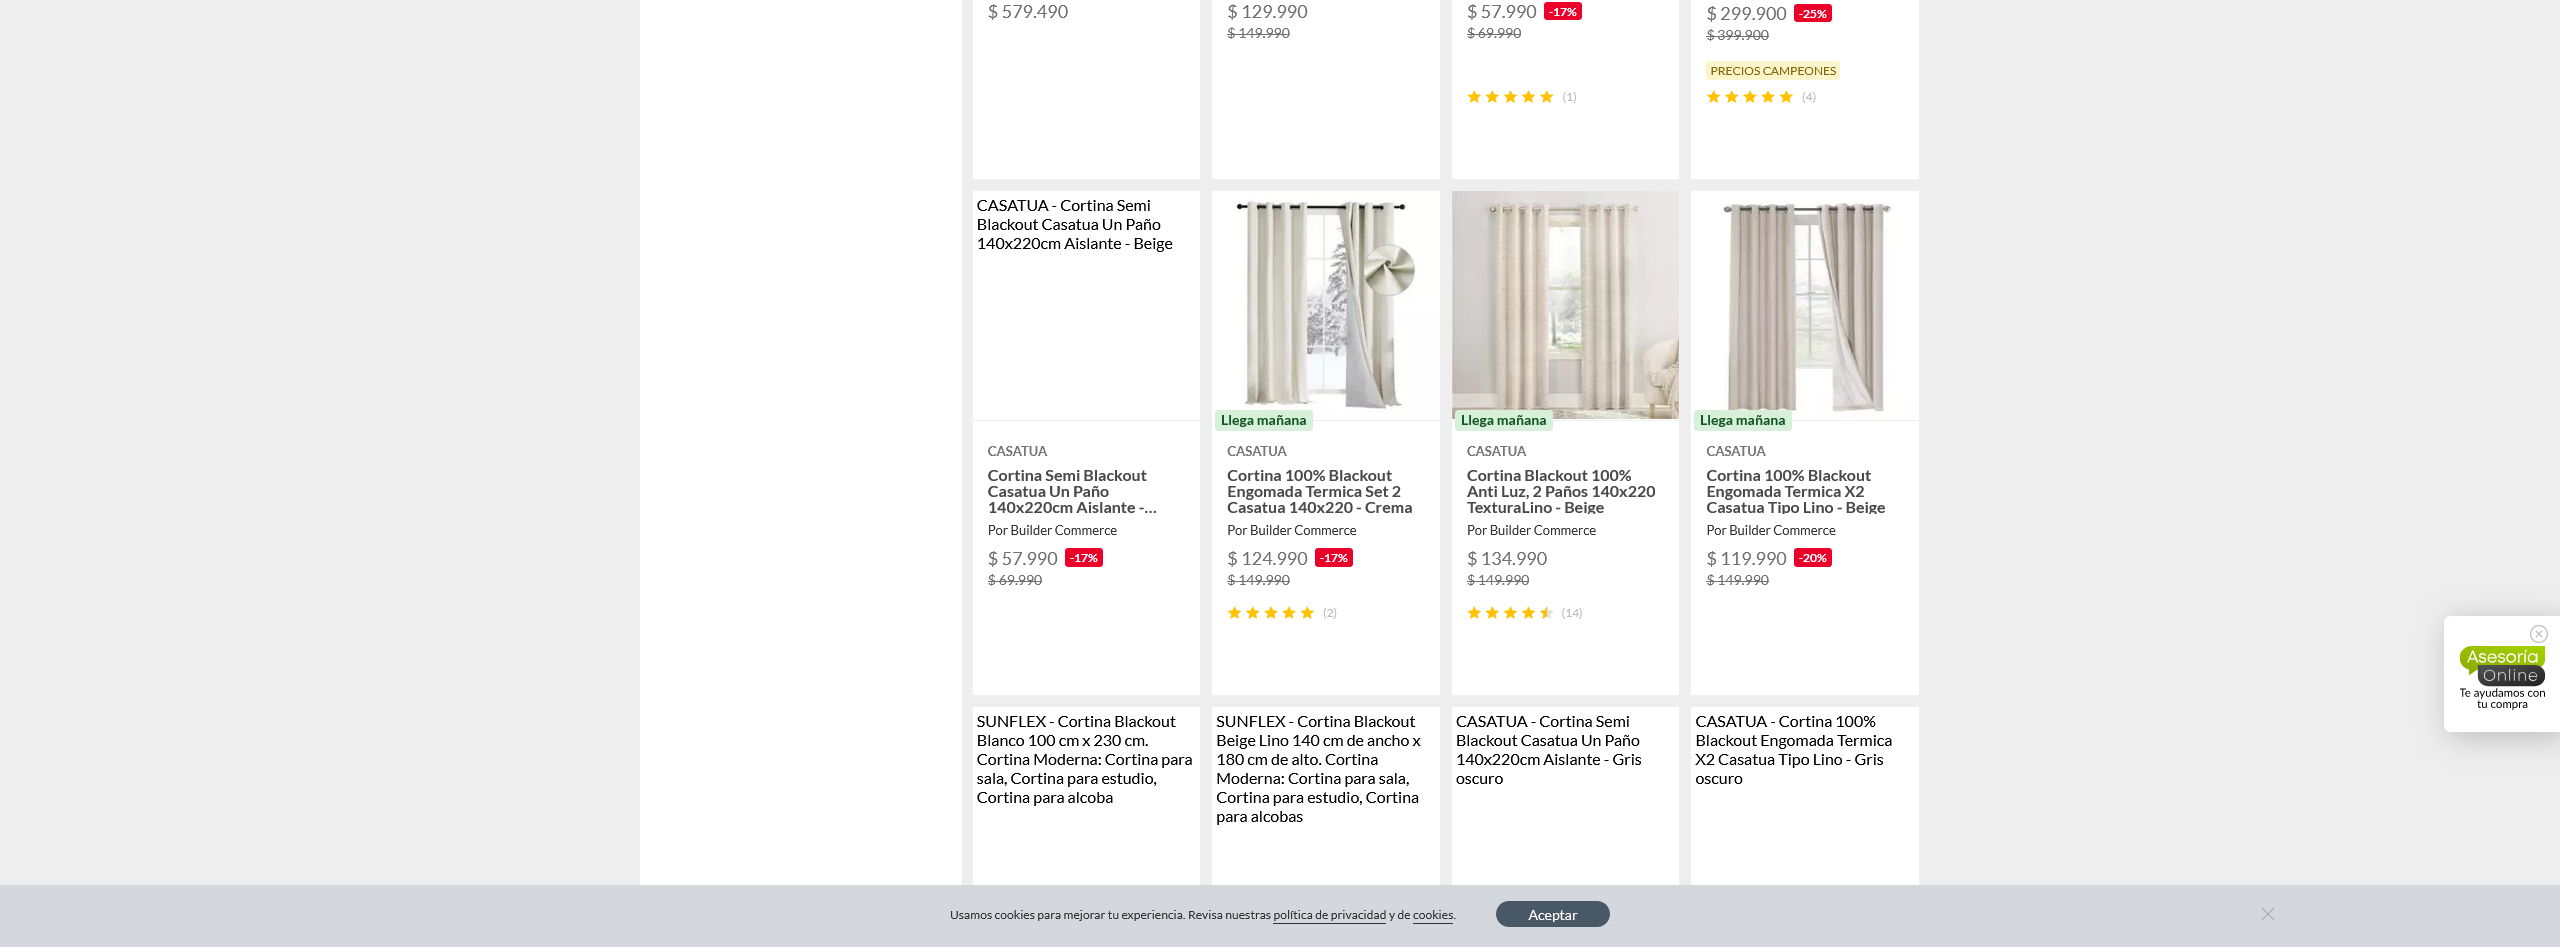 $ 579.490
$ 129.990
$ 149.990
$ 57.990 -17%
$ 69.990
(1)
$ 299.900 -25%
$ 399.900
PRECIOS CAMPEONES
(4)
CASATUA - Cortina Semi
Blackout Casatua Un Paño
140x220cm Aislante - Beige
CASATUA
Cortina Semi Blackout
Casatua Un Paño
140x220cm Aislante -...
Por Builder Commerce
$ 57.990 -17%
$ 69.990
Llega mañana
CASATUA
Cortina 100% Blackout
Engomada Termica Set 2
Casatua 140x220 - Crema
Por Builder Commerce
$ 124.990 -17%
$ 149.990
(2)
Llega mañana
CASATUA
Cortina Blackout 100%
Anti Luz, 2 Paños 140x220
TexturaLino - Beige
Por Builder Commerce
$ 134.990
$ 149.990
(14)
Llega mañana
CASATUA
Cortina 100% Blackout
Engomada Termica X2
Casatua Tipo Lino - Beige
Por Builder Commerce
$ 119.990 -20%
$ 149.990
SUNFLEX - Cortina Blackout
Blanco 100 cm x 230 cm.
Cortina Moderna: Cortina para
sala, Cortina para estudio,
Cortina para alcoba
SUNFLEX - Cortina Blackout
Beige Lino 140 cm de ancho x
180 cm de alto. Cortina
Moderna: Cortina para sala,
Cortina para estudio, Cortina
para alcobas
CASATUA - Cortina Semi
Blackout Casatua Un Paño
140x220cm Aislante - Gris
oscuro
CASATUA - Cortina 100%
Blackout Engomada Termica
X2 Casatua Tipo Lino - Gris
oscuro
Asesoría
Online
Te ayudamos con
tu compra
Usamos cookies para mejorar tu experiencia. Revisa nuestras política de privacidad y de cookies.
Aceptar